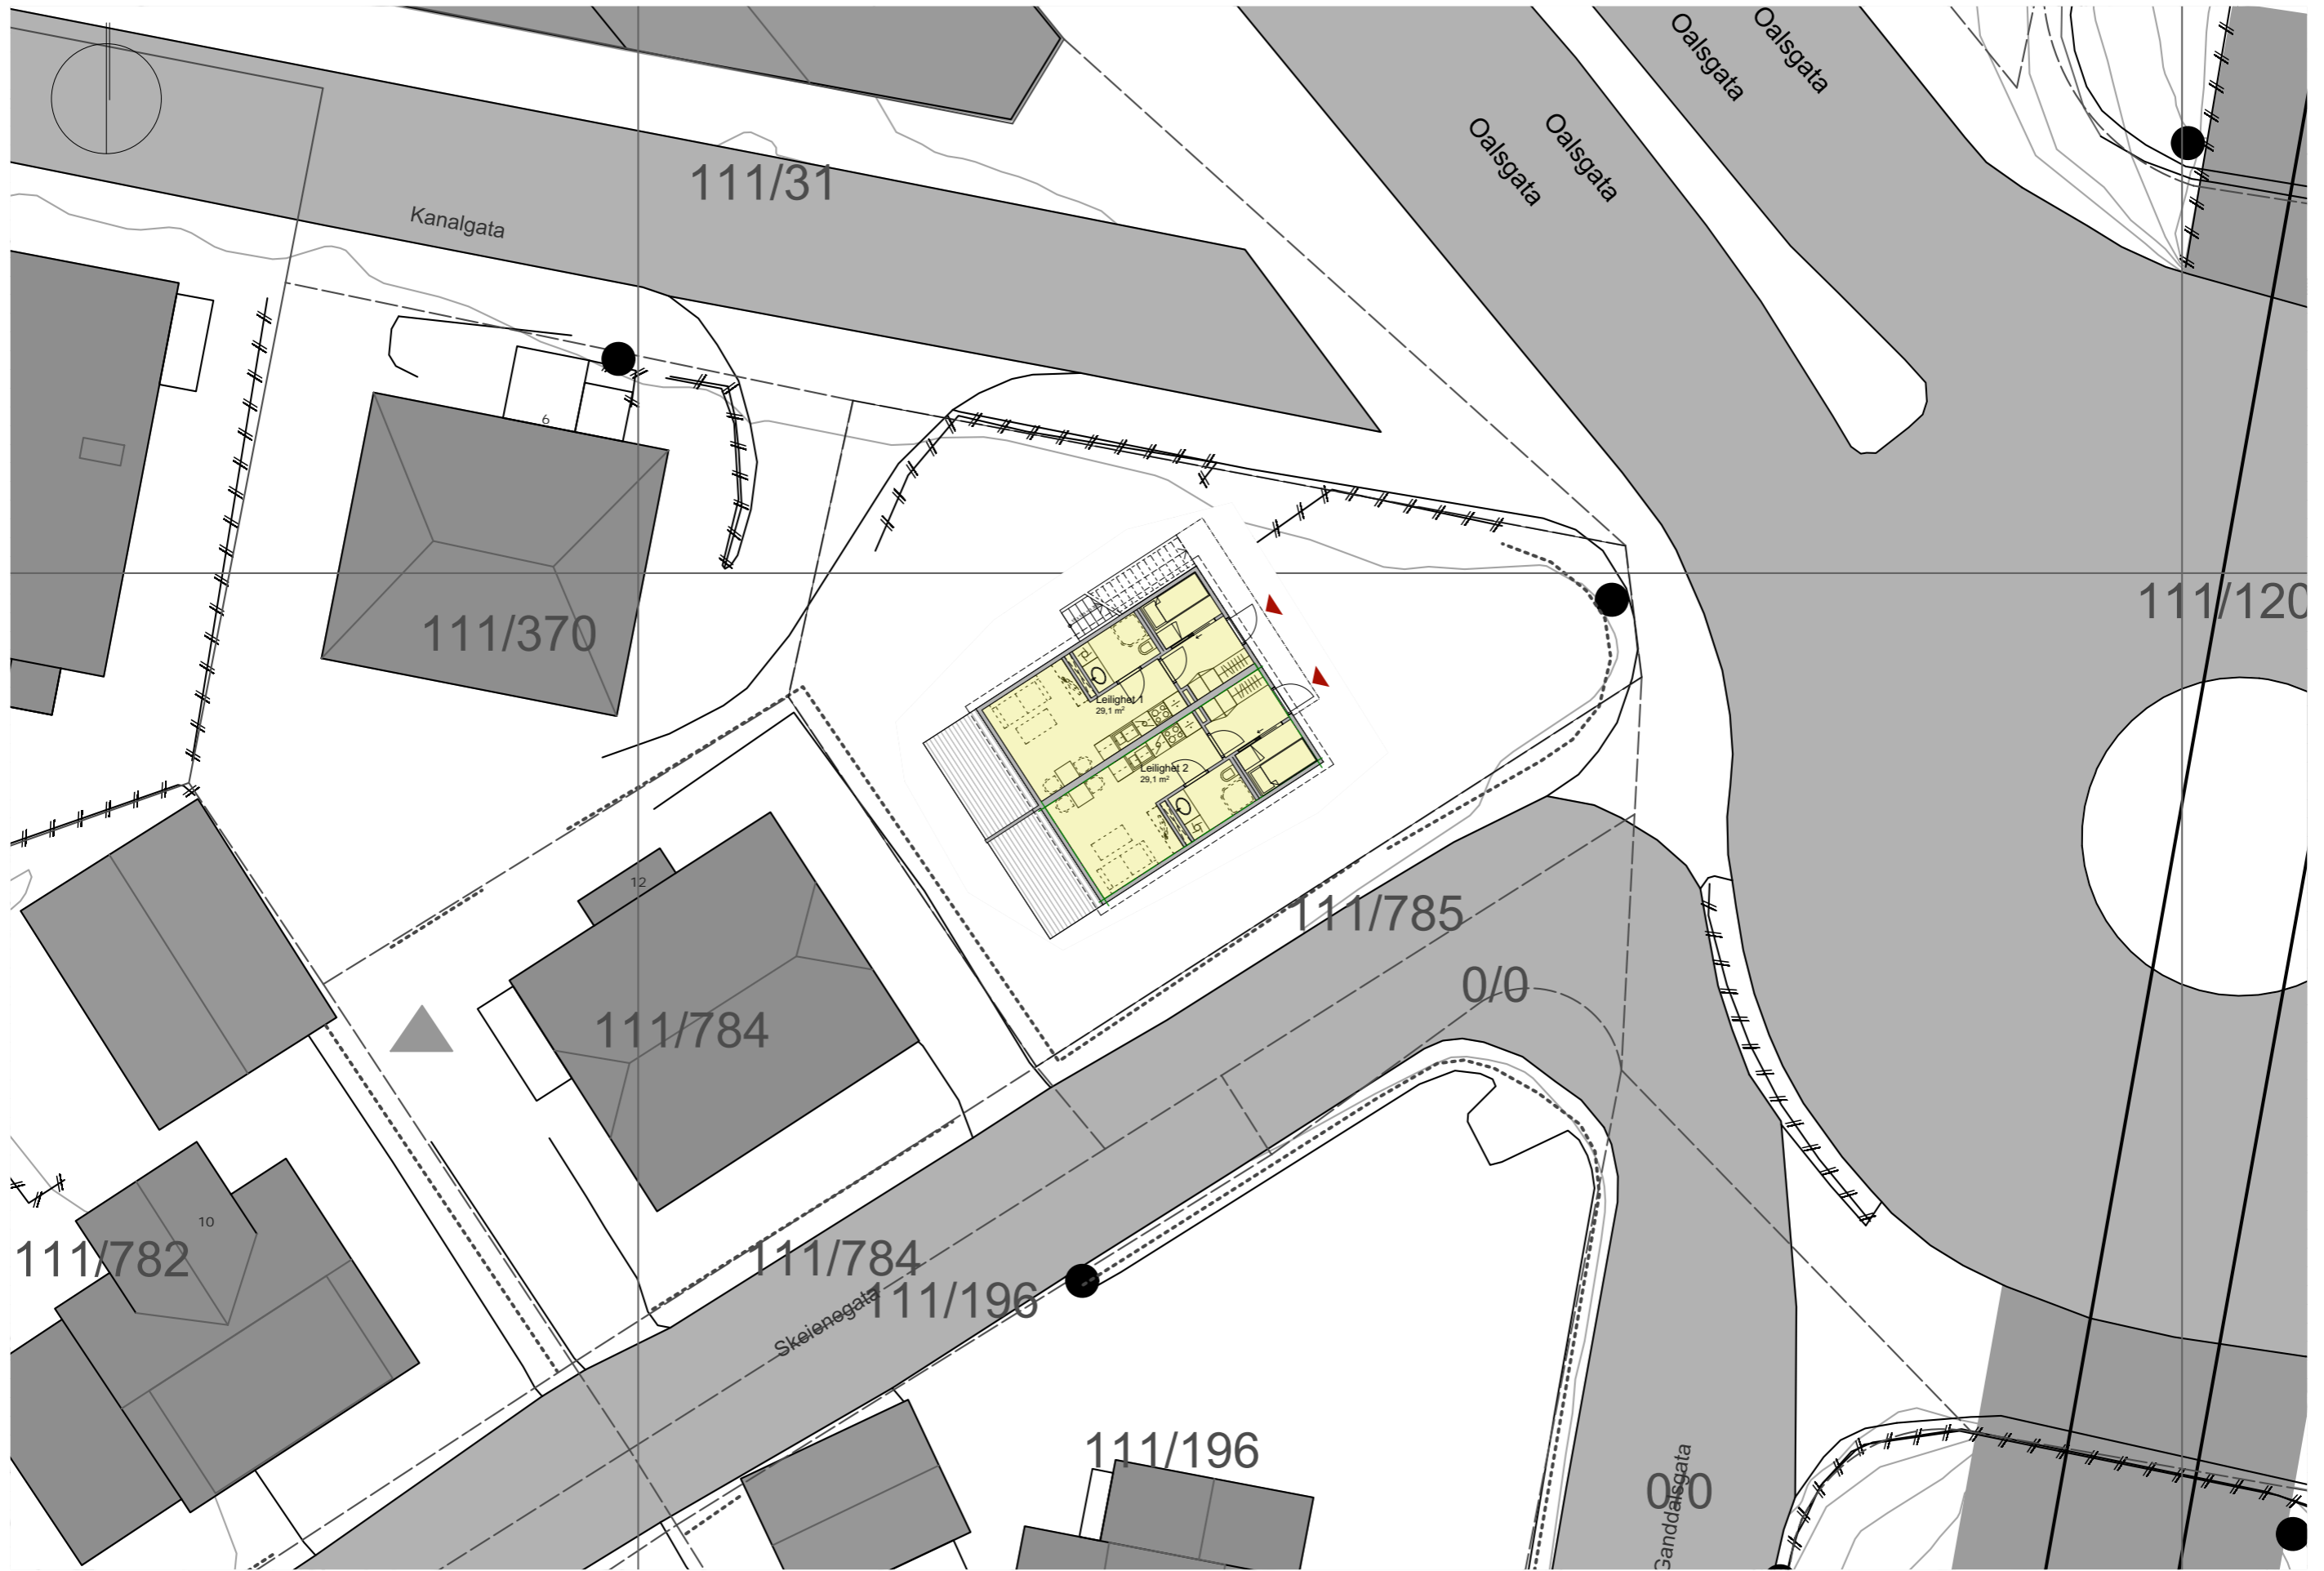 Oalsgata
Oalsgata
Oalsgata
Oalsgata
111/31
Kanalgata
6
111/370
111/120
Leilighet 1
29,1 m²
Leilighet 2
29,1 m²
12
111/785
0/0
111/784
10
111/782
111/784
111/196
Skeienegata
111/196
0/0
Ganddalsgata